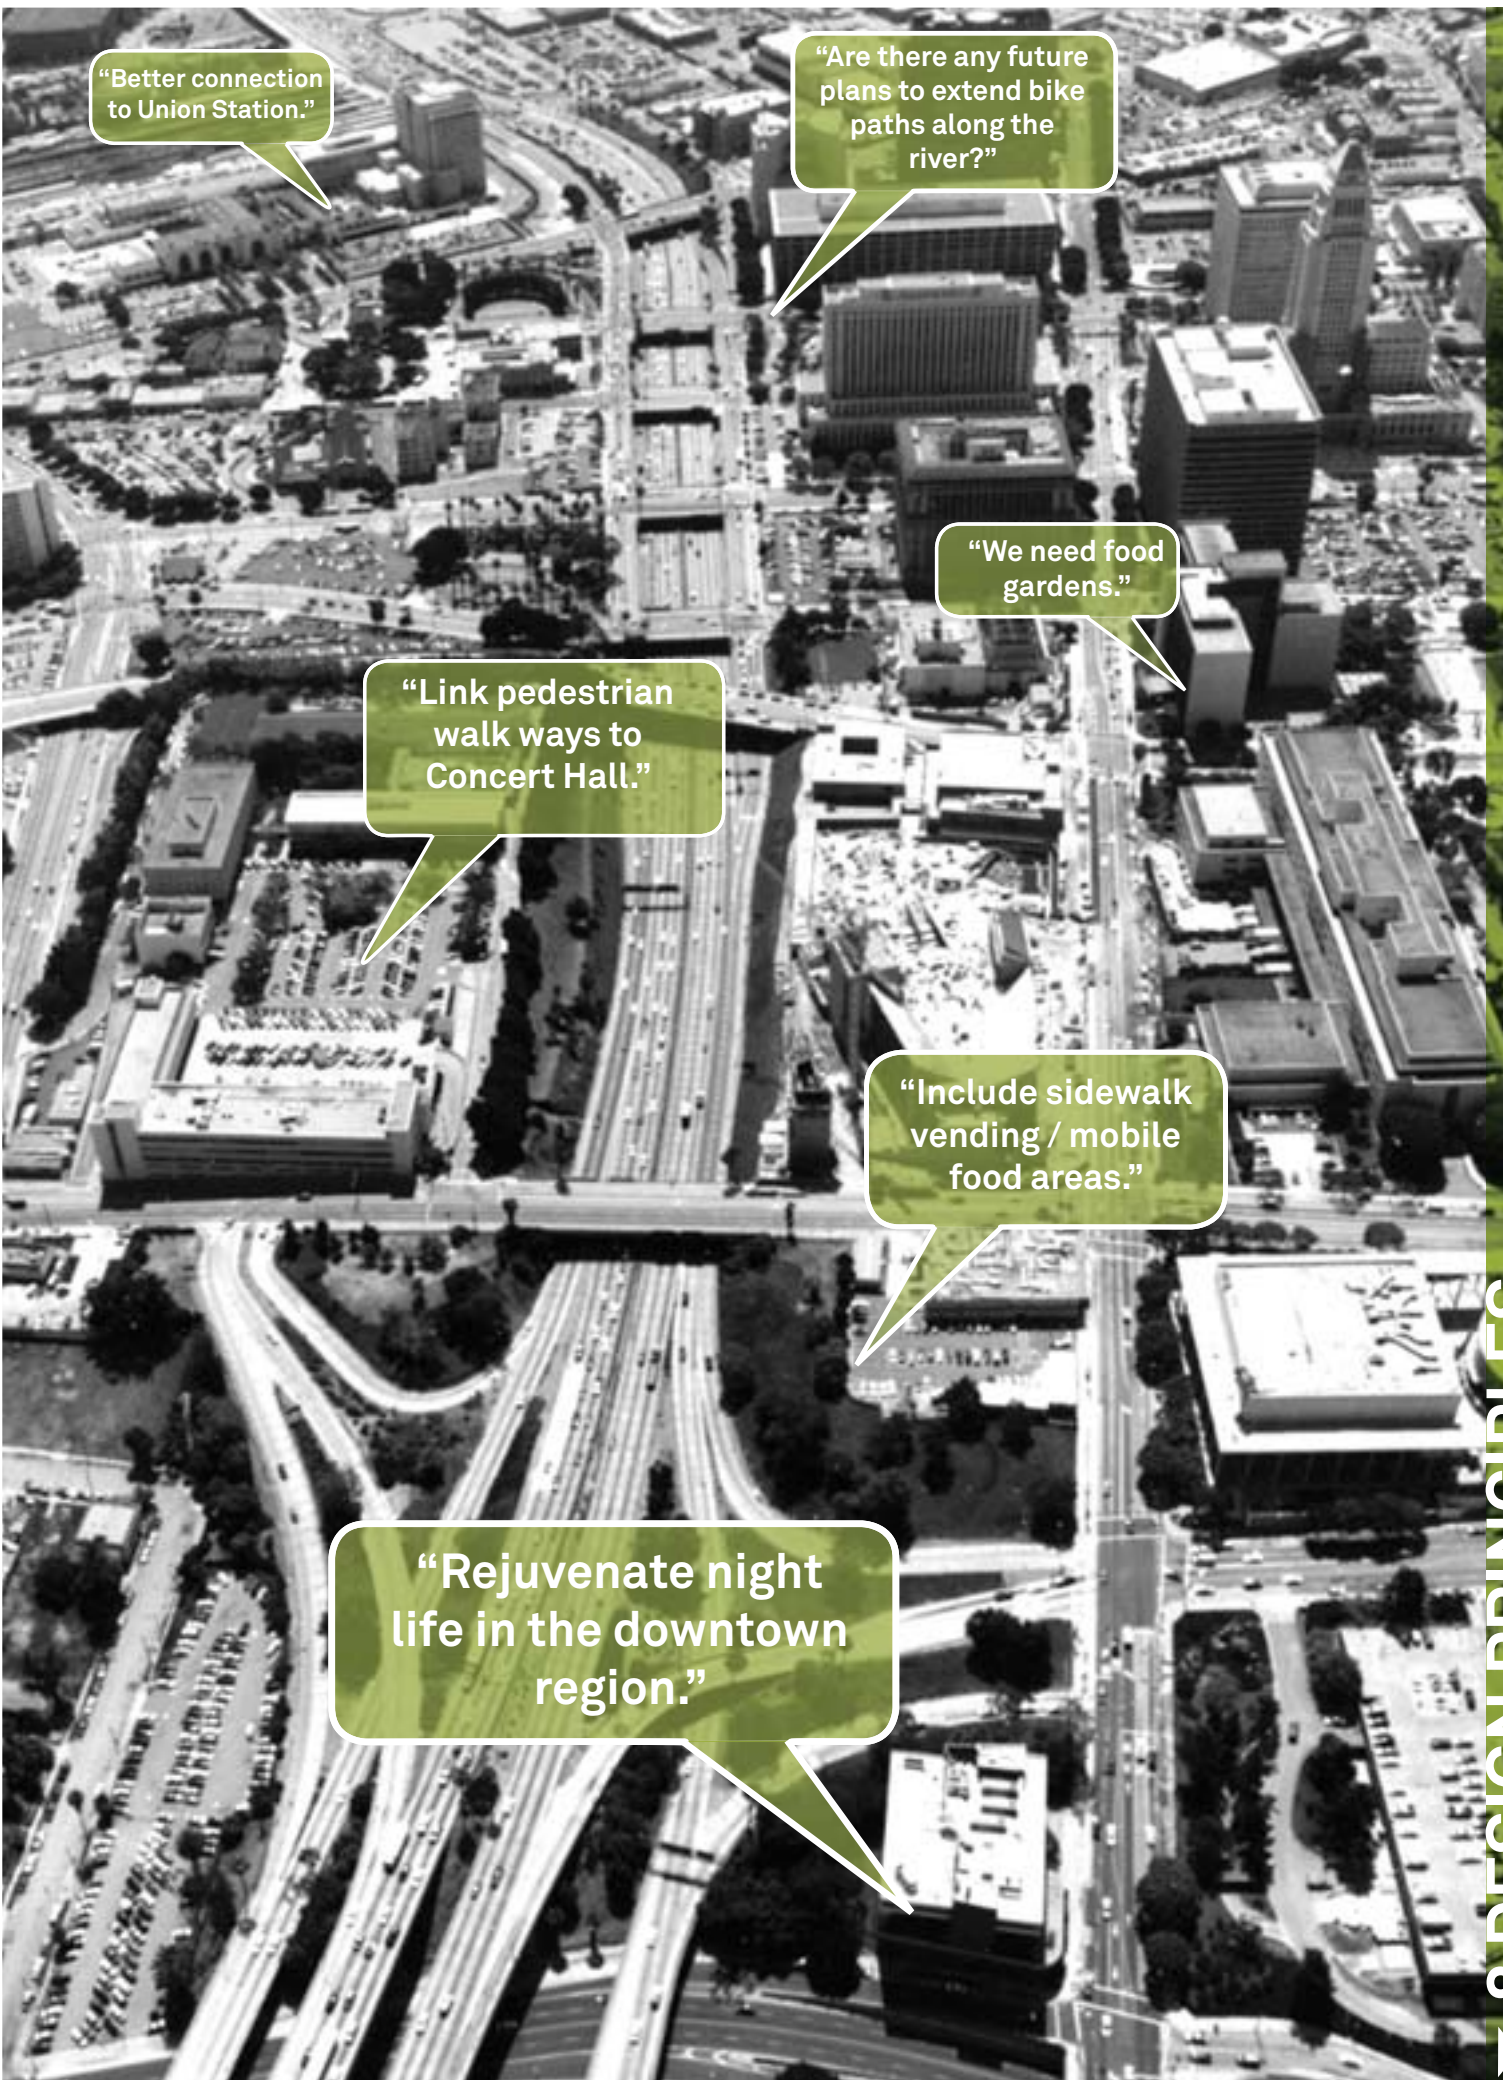 “Better connection
to Union Station.”
“Are there any future
plans to extend bike
paths along the
river?”
“We need food
gardens.”
“Link pedestrian
walk ways to
Concert Hall.”
“Include sidewalk
vending / mobile
food areas.”
“Rejuvenate night
life in the downtown
region.”
& DESIGN PRINCIPLES